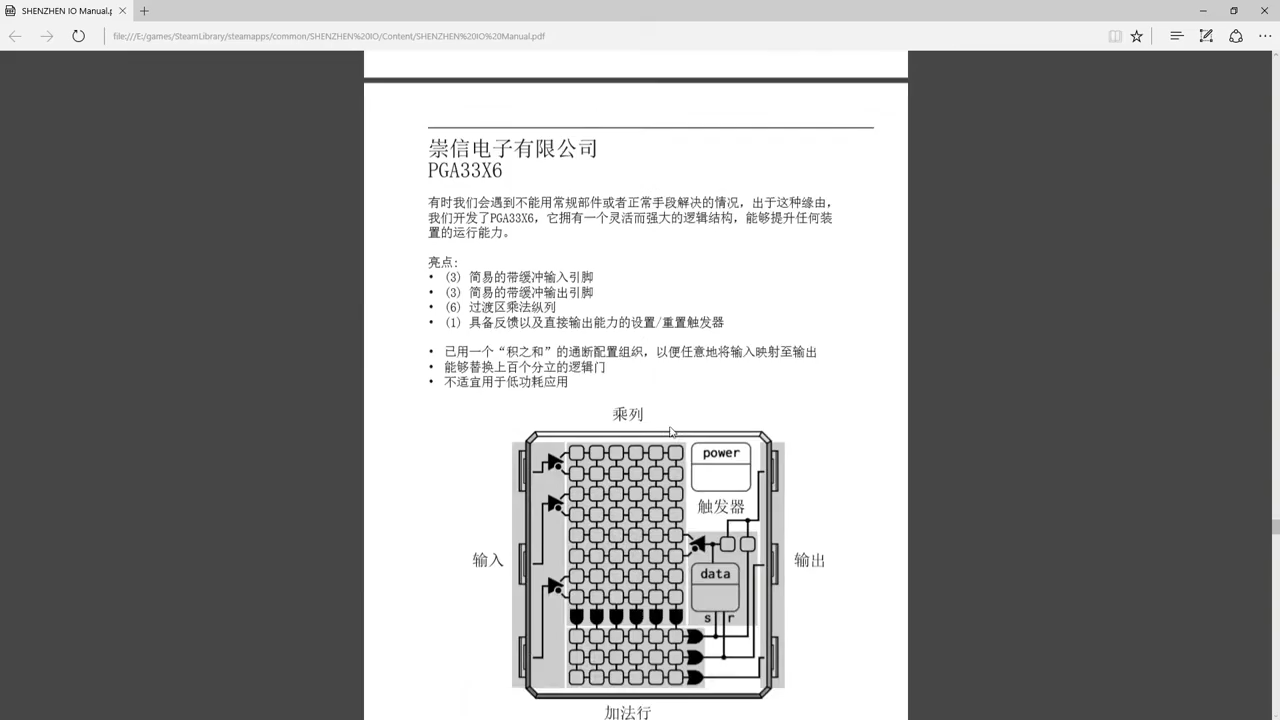 SHENZHEN IO Manual.p
file:///E:/games/SteamLibrary/steamapps/common/SHENZHEN%20IO/Content/SHENZHEN%20IO%20Manual.pdf
崇信电子有限公司
PGA33X6
有时我们会遇到不能用常规部件或者正常手段解决的情况，出于这种缘由，
我们开发了PGA33X6，它拥有一个灵活而强大的逻辑结构，能够提升任何装
置的运行能力。
亮点：
• (3) 简易的带缓冲输入引脚
• (3) 简易的带缓冲输出引脚
• (6) 过渡区乘法纵列
• (1) 具备反馈以及直接输出能力的设置/重置触发器
• 已用一个“积之和”的通断配置组织，以便任意地将输入映射至输出
• 能够替换上百个分立的逻辑门
• 不适宜用于低功耗应用
乘列
power
触发器
输入
输出
data
s r
加法行